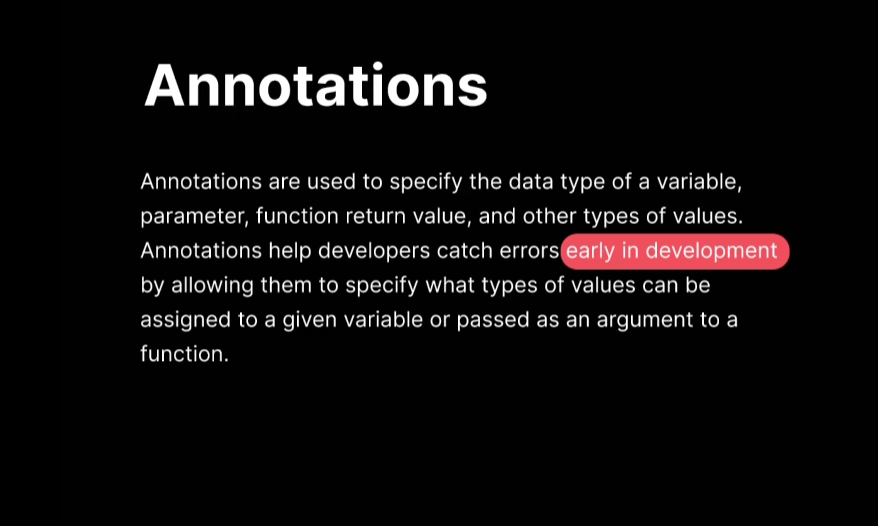 Annotations
Annotations are used to specify the data type of a variable,
parameter, function return value, and other types of values.
Annotations help developers catch errors early in development
by allowing them to specify what types of values can be
assigned to a given variable or passed as an argument to a
function.